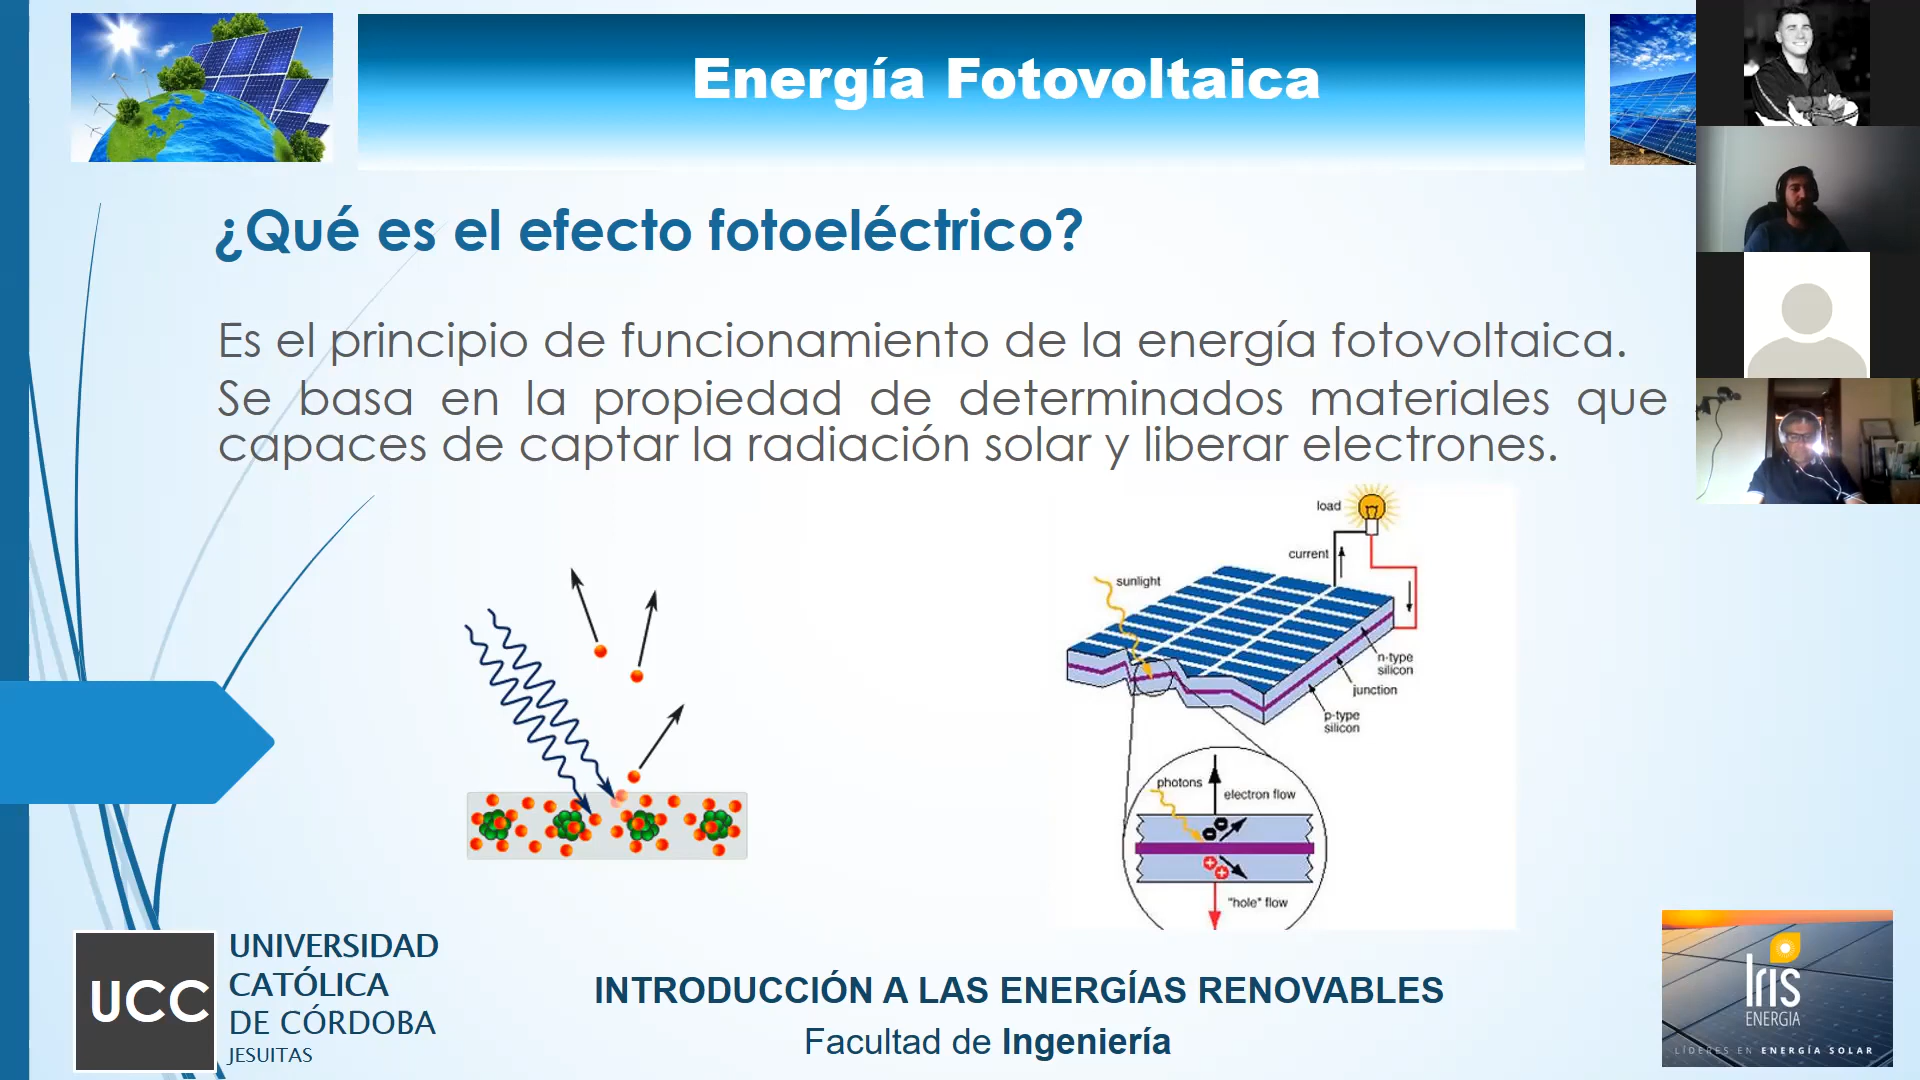 Energía Fotovoltaica
¿Qué es el efecto fotoeléctrico?
Es el principio de funcionamiento de la energía fotovoltaica.
Se basa en la propiedad de determinados materiales que
capaces de captar la radiación solar y liberar electrones.
load
current
sunlight
n-type
silicon
junction
p-type
silicon
photons
electron flow
"hole" flow
UCC
UNIVERSIDAD
CATÓLICA
DE CÓRDOBA
JESUITAS
INTRODUCCIÓN A LAS ENERGÍAS RENOVABLES
Facultad de Ingeniería
Iris
ENERGIA
LÍDERES EN ENERGÍA SOLAR